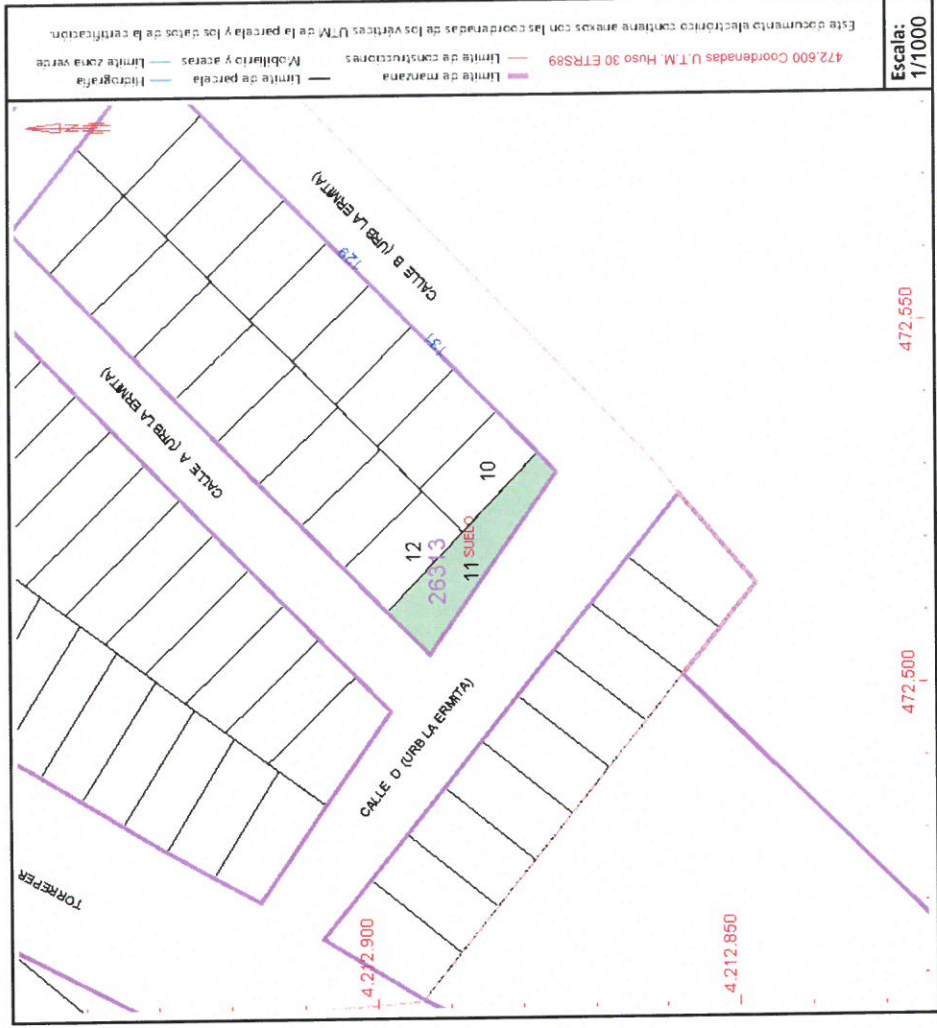 TORREPER
CALLE A (URB LA ERMITA)
CALLE B (URB LA ERMITA)
129
131
12
26313
10
11 SUELO
CALLE D (URB LA ERMITA)
4.212.900
4.212.850
472.500
472.550
472.600 Coordenadas U.T.M. Huso 30 ETRS89
Límite de manzana
Límite de parcela
Límite de construcciones
Hidrografía
Mobiliario y aceras
Límite zona verde
Este documento electrónico contiene anexos con las coordenadas de los vértices UTM de la parcela y los datos de la certificación.
Escala:
1/1000